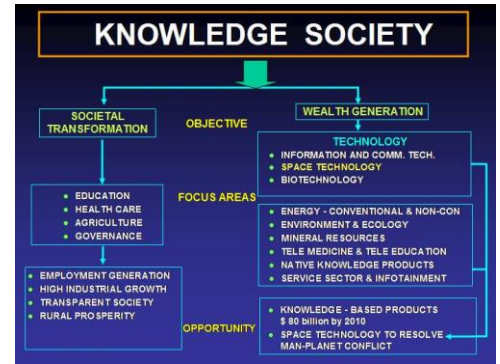 KNOWLEDGE SOCIETY
SOCIETAL
TRANSFORMATION
OBJECTIVE
WEALTH GENERATION
TECHNOLOGY
INFORMATION AND COMM. TECH.
SPACE TECHNOLOGY
BIOTECHNOLOGY
FOCUS AREAS
EDUCATION
HEALTH CARE
AGRICULTURE
GOVERNANCE
ENERGY - CONVENTIONAL & NON-CON
ENVIRONMENT & ECOLOGY
MINERAL RESOURCES
TELE MEDICINE & TELE EDUCATION
NATIVE KNOWLEDGE PRODUCTS
SERVICE SECTOR & INFOTAINMENT
EMPLOYMENT GENERATION
HIGH INDUSTRIAL GROWTH
TRANSPARENT SOCIETY
RURAL PROSPERITY
OPPORTUNITY
KNOWLEDGE - BASED PRODUCTS
$ 80 billion by 2010
SPACE TECHNOLOGY TO RESOLVE
MAN-PLANET CONFLICT